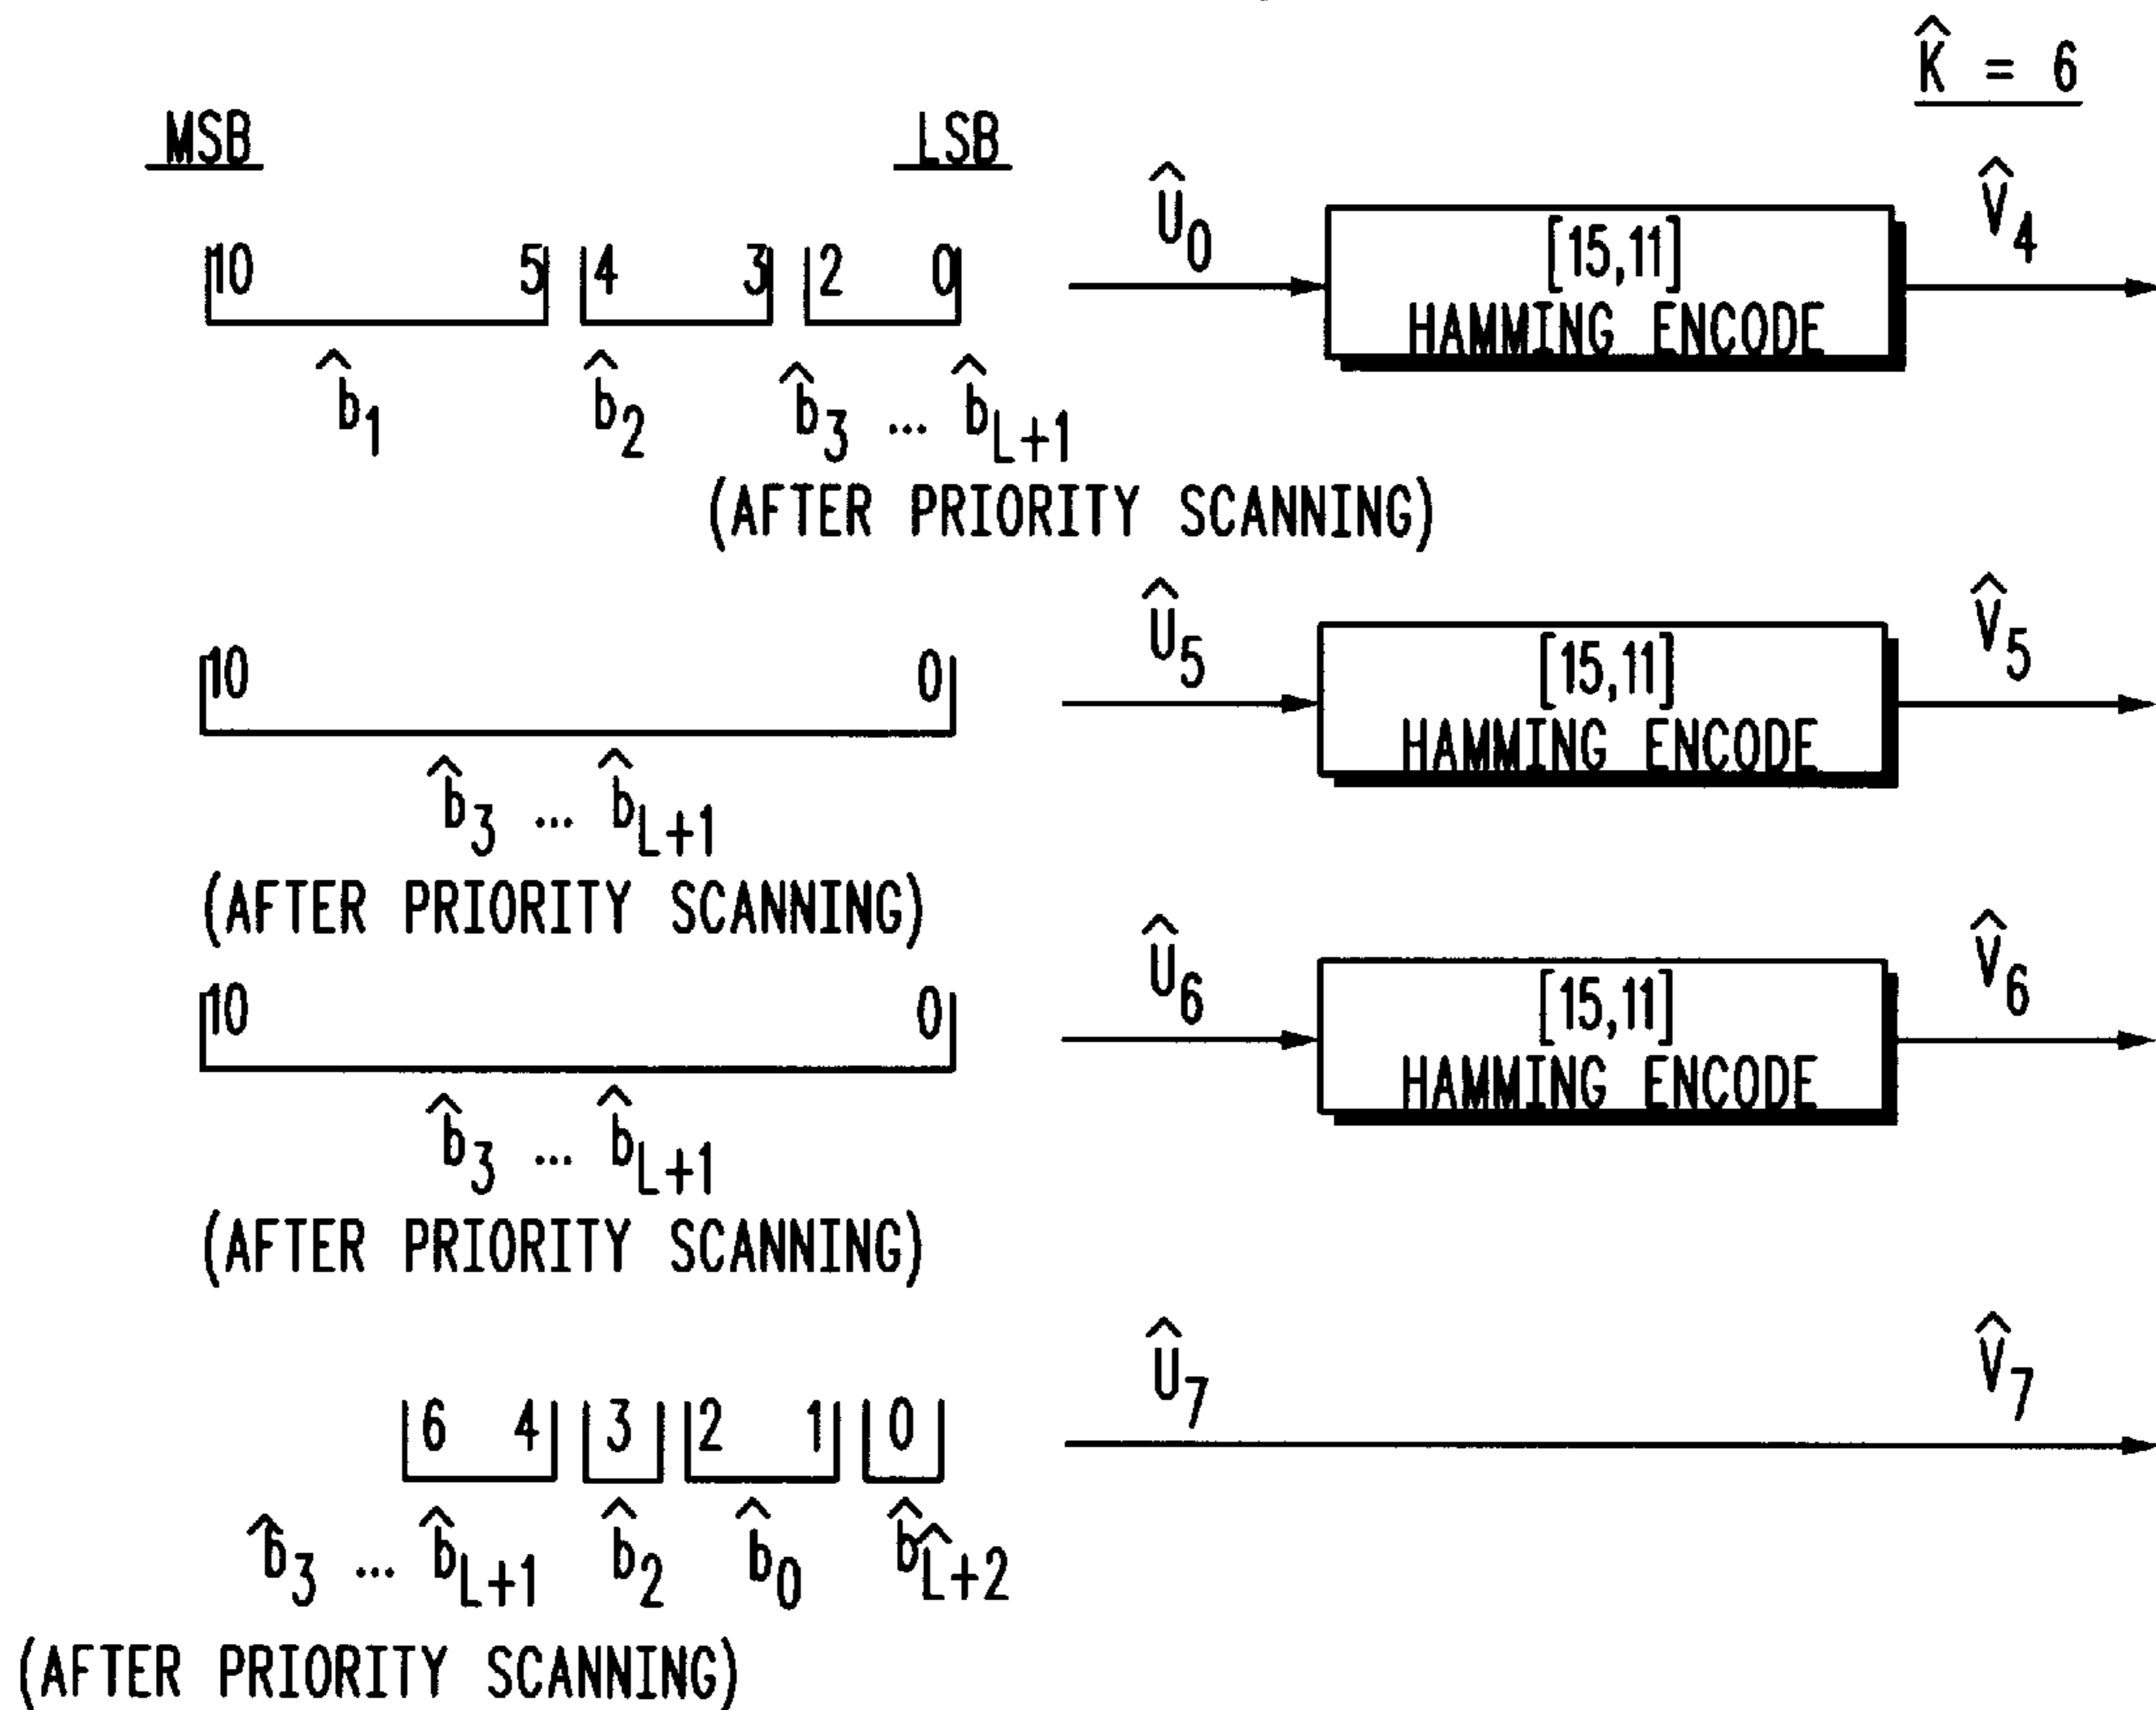 K̂ = 6
MSB LSB
Û0 V̂4
10 5 4 3 2 0
[15,11]
HAMMING ENCODE
b̂1 b̂2 b̂3 ... b̂L+1
(AFTER PRIORITY SCANNING)
Û5 V̂5
10 0
[15,11]
HAMMING ENCODE
b̂3 ... b̂L+1
(AFTER PRIORITY SCANNING)
Û6 V̂6
10 0
[15,11]
HAMMING ENCODE
b̂3 ... b̂L+1
(AFTER PRIORITY SCANNING)
Û7 V̂7
6 4 3 2 1 0
b̂3 ... b̂L+1 b̂2 b̂0 b̂L̂+2
(AFTER PRIORITY SCANNING)